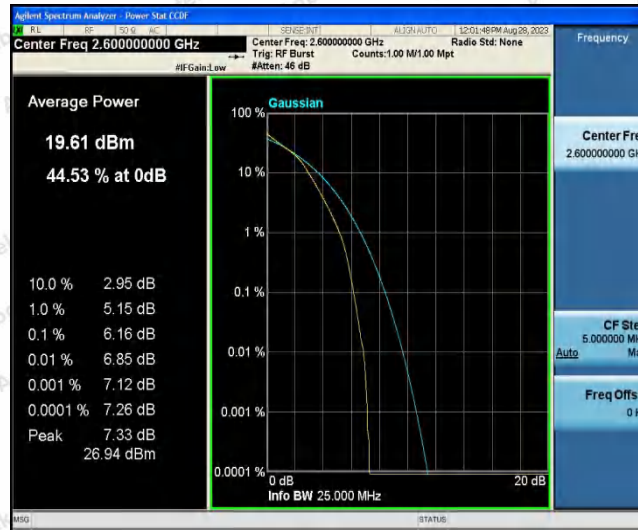 Agilent Spectrum Analyzer - Power Stat CCDF
RL RF 50 Ω AC SENSE:INT ALIGN AUTO 12:01:48 PM Aug 28, 2023
Center Freq 2.600000000 GHz
Center Freq: 2.600000000 GHz Radio Std: None
Trig: RF Burst Counts:1.00 M/1.00 Mpt
#IFGain:Low #Atten: 46 dB
Frequency
Average Power
19.61 dBm
44.53 % at 0dB
10.0 % 2.95 dB
1.0 % 5.15 dB
0.1 % 6.16 dB
0.01 % 6.85 dB
0.001 % 7.12 dB
0.0001 % 7.26 dB
Peak 7.33 dB
26.94 dBm
Gaussian
100 %
10 %
1 %
0.1 %
0.01 %
0.001 %
0.0001 %
0 dB 20 dB
Info BW 25.000 MHz
Center Fre
2.600000000 GH
CF Ste
5.000000 MH
Auto Ma
Freq Offs
0 H
MSG STATUS